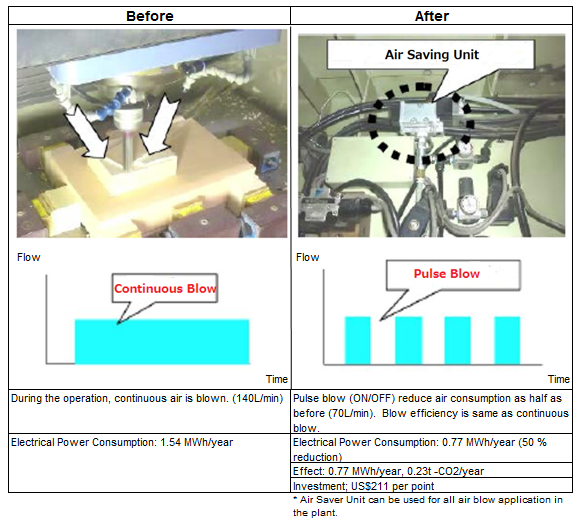 Before
After
Air Saving Unit
Flow
Continuous Blow
Time
Flow
Pulse Blow
Time
During the operation, continuous air is blown. (140L/min)
Pulse blow (ON/OFF) reduce air consumption as half as
before (70L/min).  Blow efficiency is same as continuous
blow.
Electrical Power Consumption: 1.54 MWh/year
Electrical Power Consumption: 0.77 MWh/year (50 %
reduction)
Effect: 0.77 MWh/year, 0.23t -CO2/year
Investment; US$211 per point
* Air Saver Unit can be used for all air blow application in
the plant.